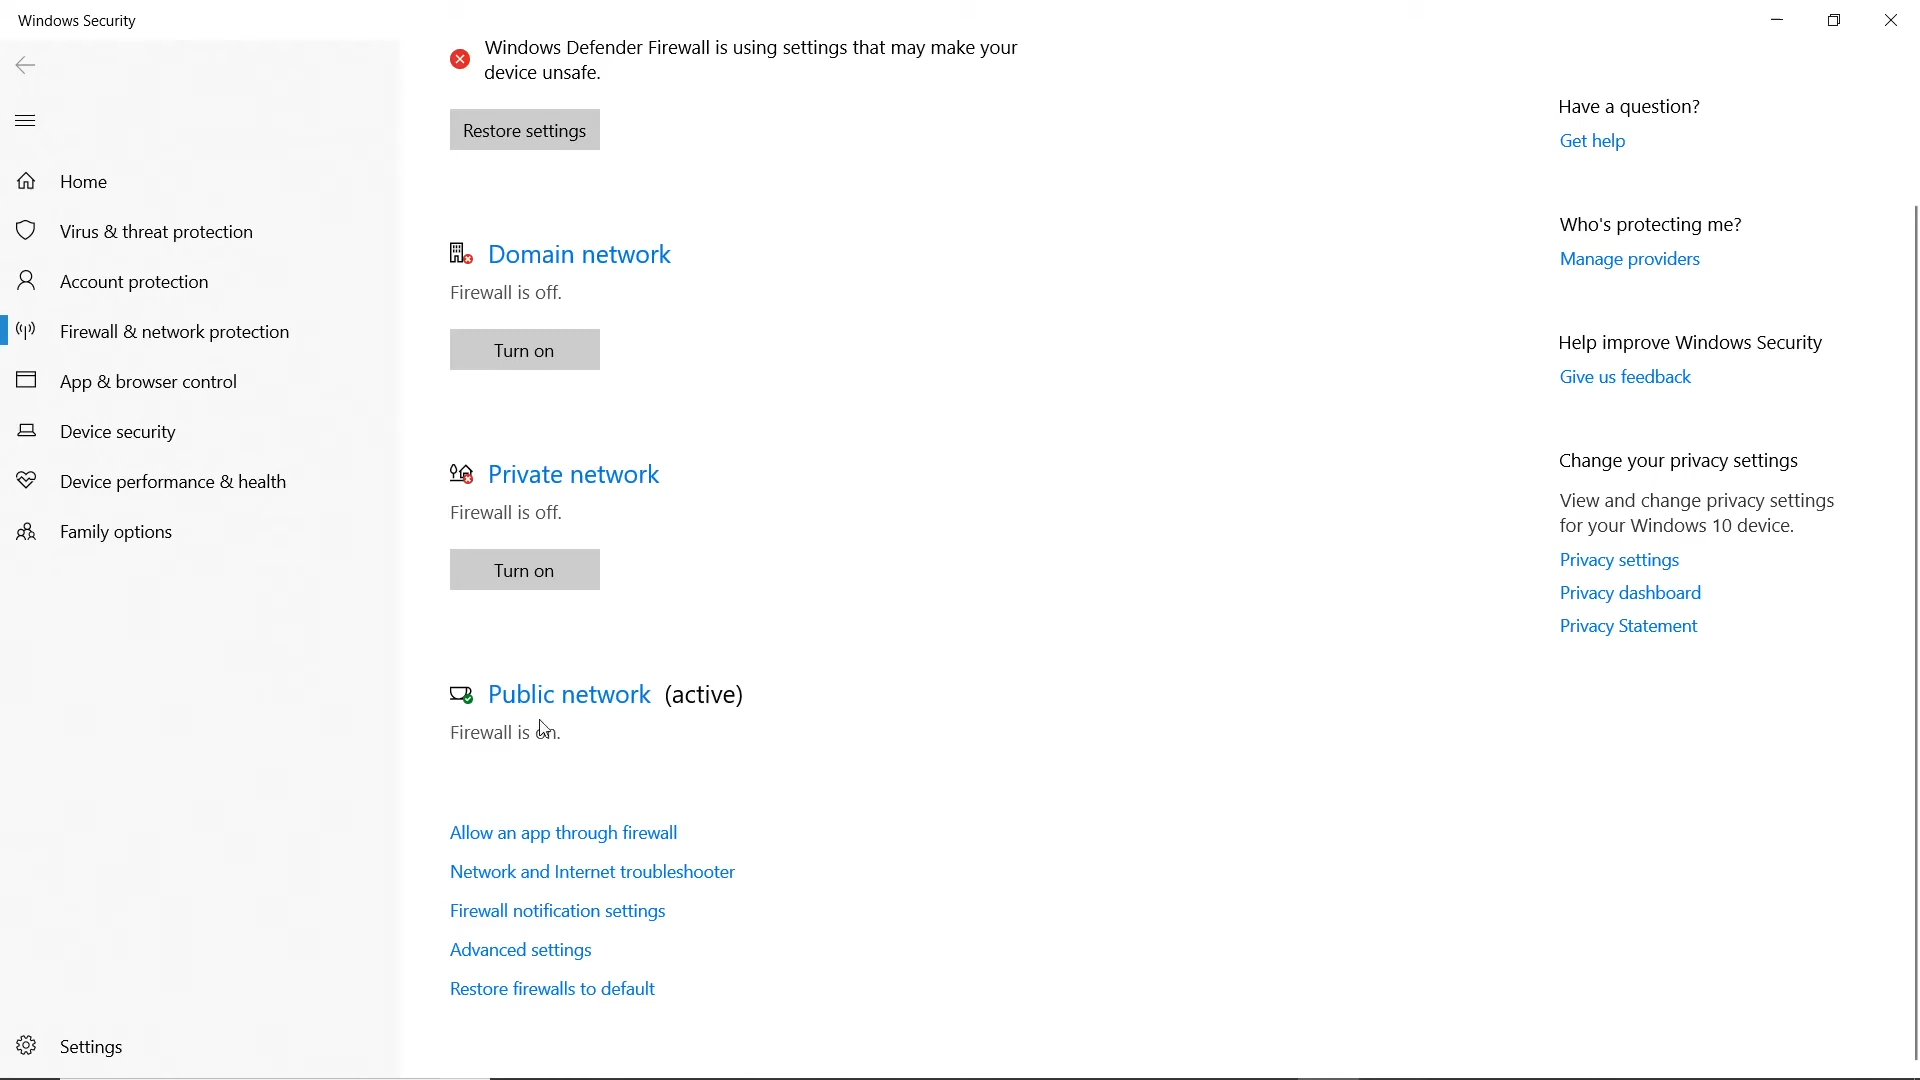 Windows Security
Windows Defender Firewall is using settings that may make your
device unsafe.
Restore settings
Home
Virus & threat protection
Account protection
Firewall & network protection
App & browser control
Device security
Device performance & health
Family options
Settings
Domain network
Firewall is off.
Turn on
Private network
Firewall is off.
Turn on
Public network (active)
Firewall is on.
Allow an app through firewall
Network and Internet troubleshooter
Firewall notification settings
Advanced settings
Restore firewalls to default
Have a question?
Get help
Who's protecting me?
Manage providers
Help improve Windows Security
Give us feedback
Change your privacy settings
View and change privacy settings
for your Windows 10 device.
Privacy settings
Privacy dashboard
Privacy Statement